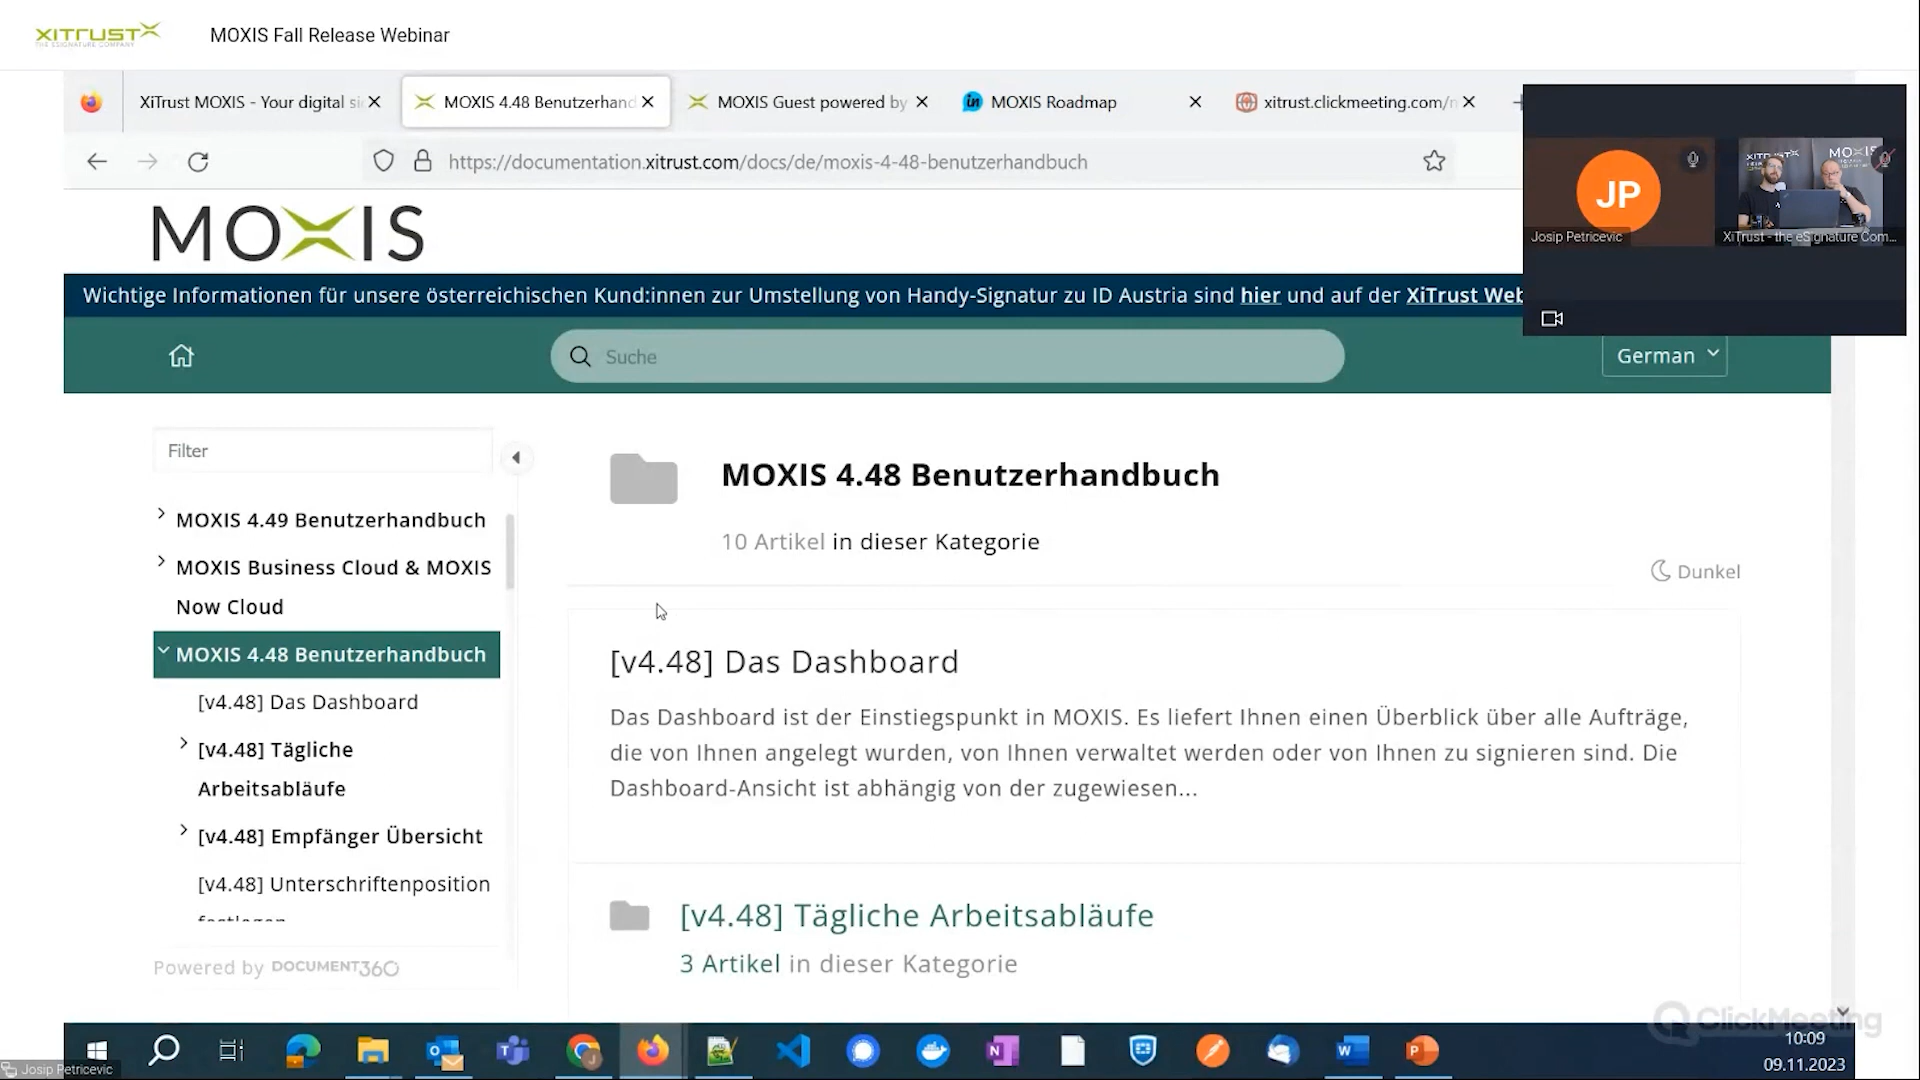 XITRUST
THE ESIGNATURE COMPANY
MOXIS Fall Release Webinar
XiTrust MOXIS - Your digital si
MOXIS 4.48 Benutzerhand
MOXIS Guest powered by
in
MOXIS Roadmap
xitrust.clickmeeting.com/
https://documentation.xitrust.com/docs/de/moxis-4-48-benutzerhandbuch
JP
Josip Petricevic
XITRUST
XiTrust - the eSignature Com...
MOXIS
Wichtige Informationen für unsere österreichischen Kund:innen zur Umstellung von Handy-Signatur zu ID Austria sind hier und auf der XiTrust Web
Suche
German
Filter
MOXIS 4.49 Benutzerhandbuch
MOXIS Business Cloud & MOXIS
Now Cloud
MOXIS 4.48 Benutzerhandbuch
[v4.48] Das Dashboard
[v4.48] Tägliche
Arbeitsabläufe
[v4.48] Empfänger Übersicht
[v4.48] Unterschriftenposition
Powered by DOCUMENT360
MOXIS 4.48 Benutzerhandbuch
10 Artikel in dieser Kategorie
Dunkel
[v4.48] Das Dashboard
Das Dashboard ist der Einstiegspunkt in MOXIS. Es liefert Ihnen einen Überblick über alle Aufträge,
die von Ihnen angelegt wurden, von Ihnen verwaltet werden oder von Ihnen zu signieren sind. Die
Dashboard-Ansicht ist abhängig von der zugewiesen...
[v4.48] Tägliche Arbeitsabläufe
3 Artikel in dieser Kategorie
ClickMeeting
10:09
09.11.2023
Josip Petricevic